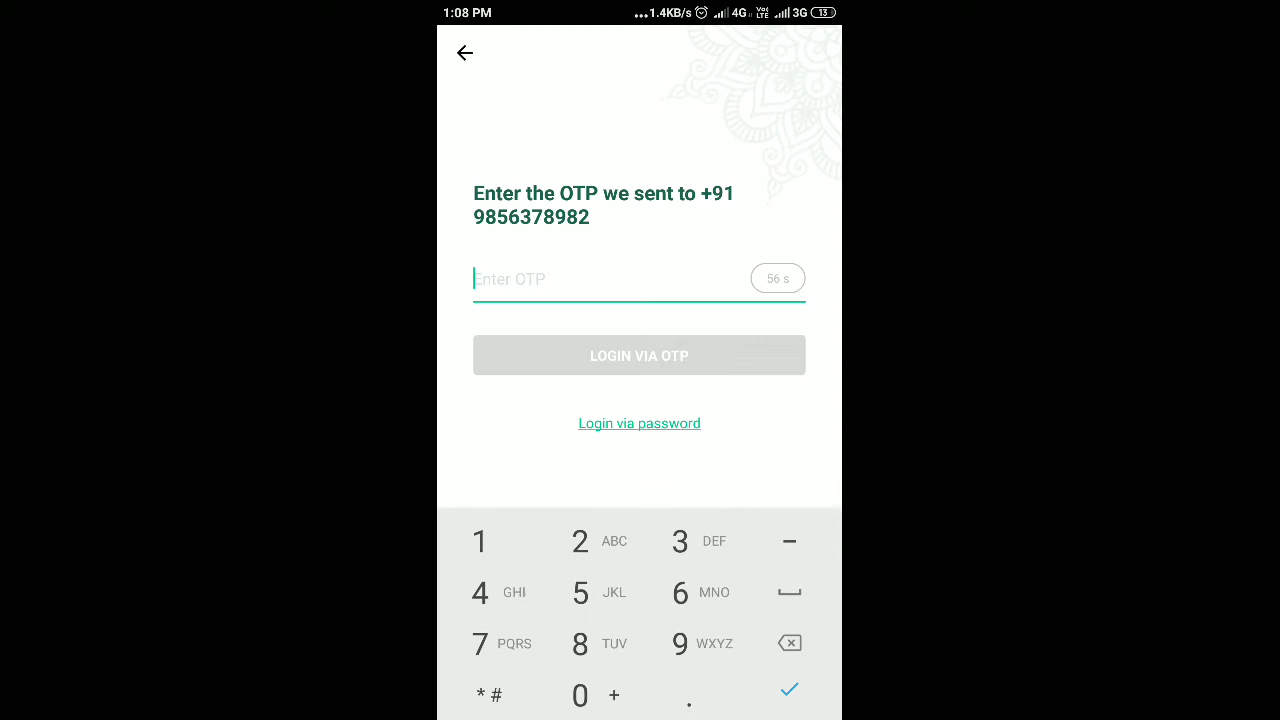 1:08 PM ...1.4KB/s 4G VoLTE 3G 13
Enter the OTP we sent to +91
9856378982
Enter OTP 56 s
LOGIN VIA OTP
Login via password
1 2 ABC 3 DEF -
4 GHI 5 JKL 6 MNO
7 PQRS 8 TUV 9 WXYZ
* # 0 + .